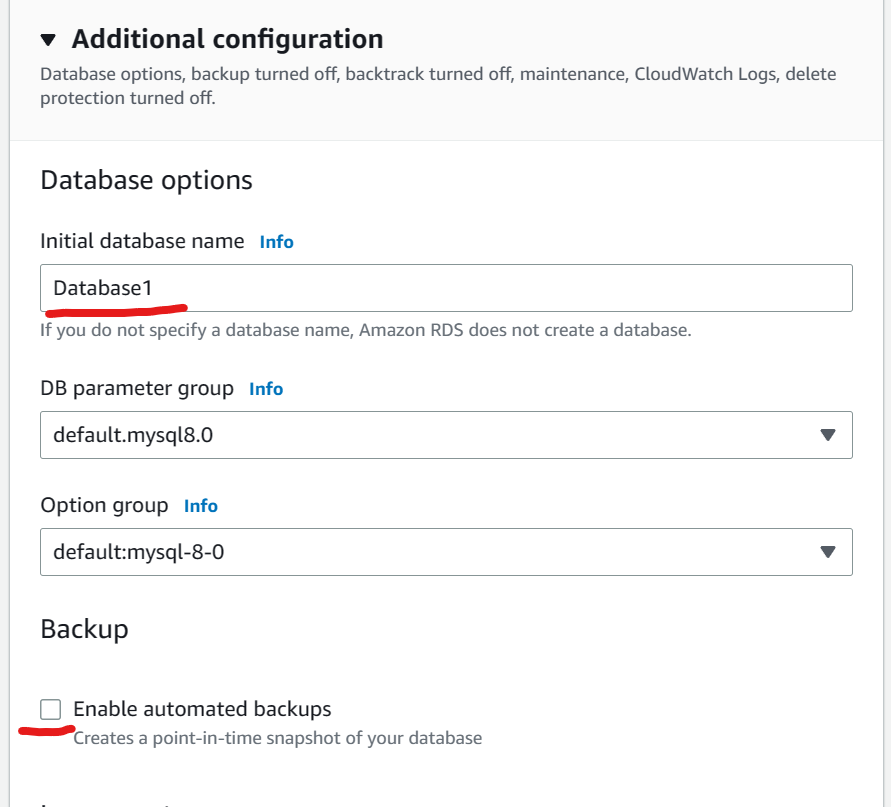 Additional configuration
Database options, backup turned off, backtrack turned off, maintenance, CloudWatch Logs, delete
protection turned off.
Database options
Initial database name Info
Database1
If you do not specify a database name, Amazon RDS does not create a database.
DB parameter group Info
default.mysql8.0
Option group Info
default:mysql-8-0
Backup
Enable automated backups
Creates a point-in-time snapshot of your database